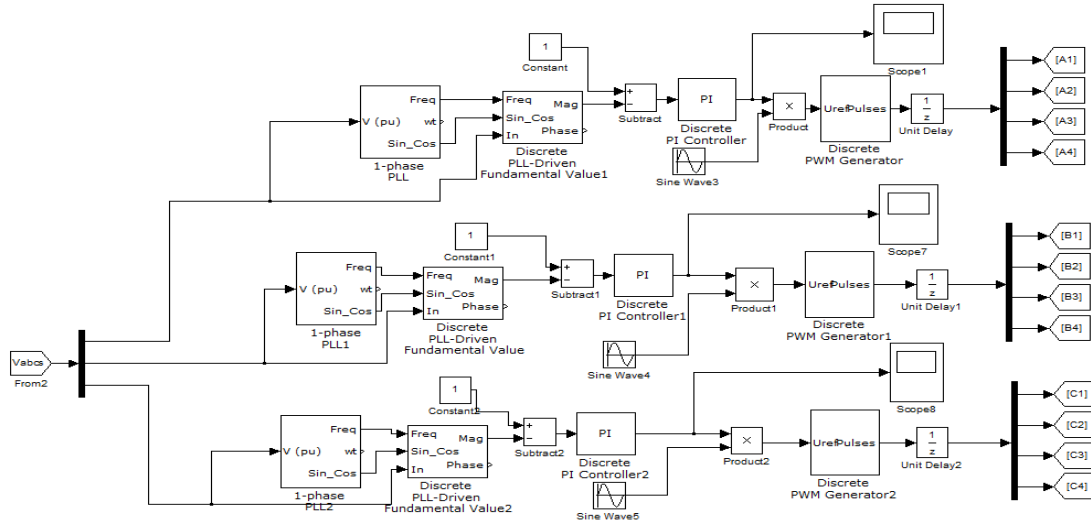 1
Constant
Scope1
[A1]
[A2]
[A3]
[A4]
V (pu)
Freq
wt
Sin_Cos
1-phase
PLL
Freq
Sin_Cos
In
Mag
Phase
Discrete
PLL-Driven
Fundamental Value1
+
−
Subtract
PI
Discrete
PI Controller
Sine Wave3
×
Product
Uref
Pulses
Discrete
PWM Generator
1
z
Unit Delay
1
Constant1
Scope7
[B1]
[B2]
[B3]
[B4]
V (pu)
Freq
wt
Sin_Cos
1-phase
PLL1
Freq
Sin_Cos
In
Mag
Phase
Discrete
PLL-Driven
Fundamental Value
+
−
Subtract1
PI
Discrete
PI Controller1
Sine Wave4
×
Product1
Uref
Pulses
Discrete
PWM Generator1
1
z
Unit Delay1
Vabcs
From2
1
Constant2
Scope8
[C1]
[C2]
[C3]
[C4]
V (pu)
Freq
wt
Sin_Cos
1-phase
PLL2
Freq
Sin_Cos
In
Mag
Phase
Discrete
PLL-Driven
Fundamental Value2
+
−
Subtract2
PI
Discrete
PI Controller2
Sine Wave5
×
Product2
Uref
Pulses
Discrete
PWM Generator2
1
z
Unit Delay2